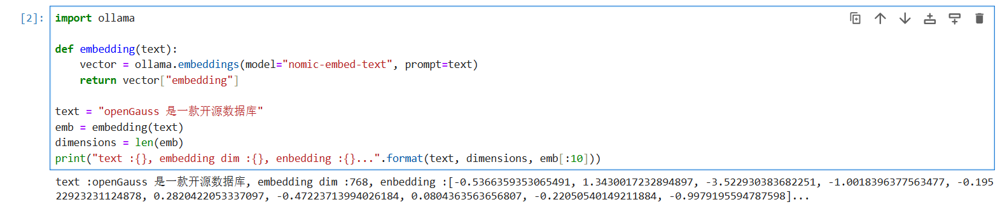 [2]: import ollama
def embedding(text):
    vector = ollama.embeddings(model="nomic-embed-text", prompt=text)
    return vector["embedding"]
text = "openGauss 是一款开源数据库"
emb = embedding(text)
dimensions = len(emb)
print("text :{}, embedding dim :{}, enbedding :{}...".format(text, dimensions, emb[:10]))
text :openGauss 是一款开源数据库, embedding dim :768, enbedding :[-0.5366359353065491, 1.3430017232894897, -3.522930383682251, -1.0018396377563477, -0.195
22923231124878, 0.2820422053337097, -0.47223713994026184, 0.0804363563656807, -0.22050540149211884, -0.9979195594787598]...